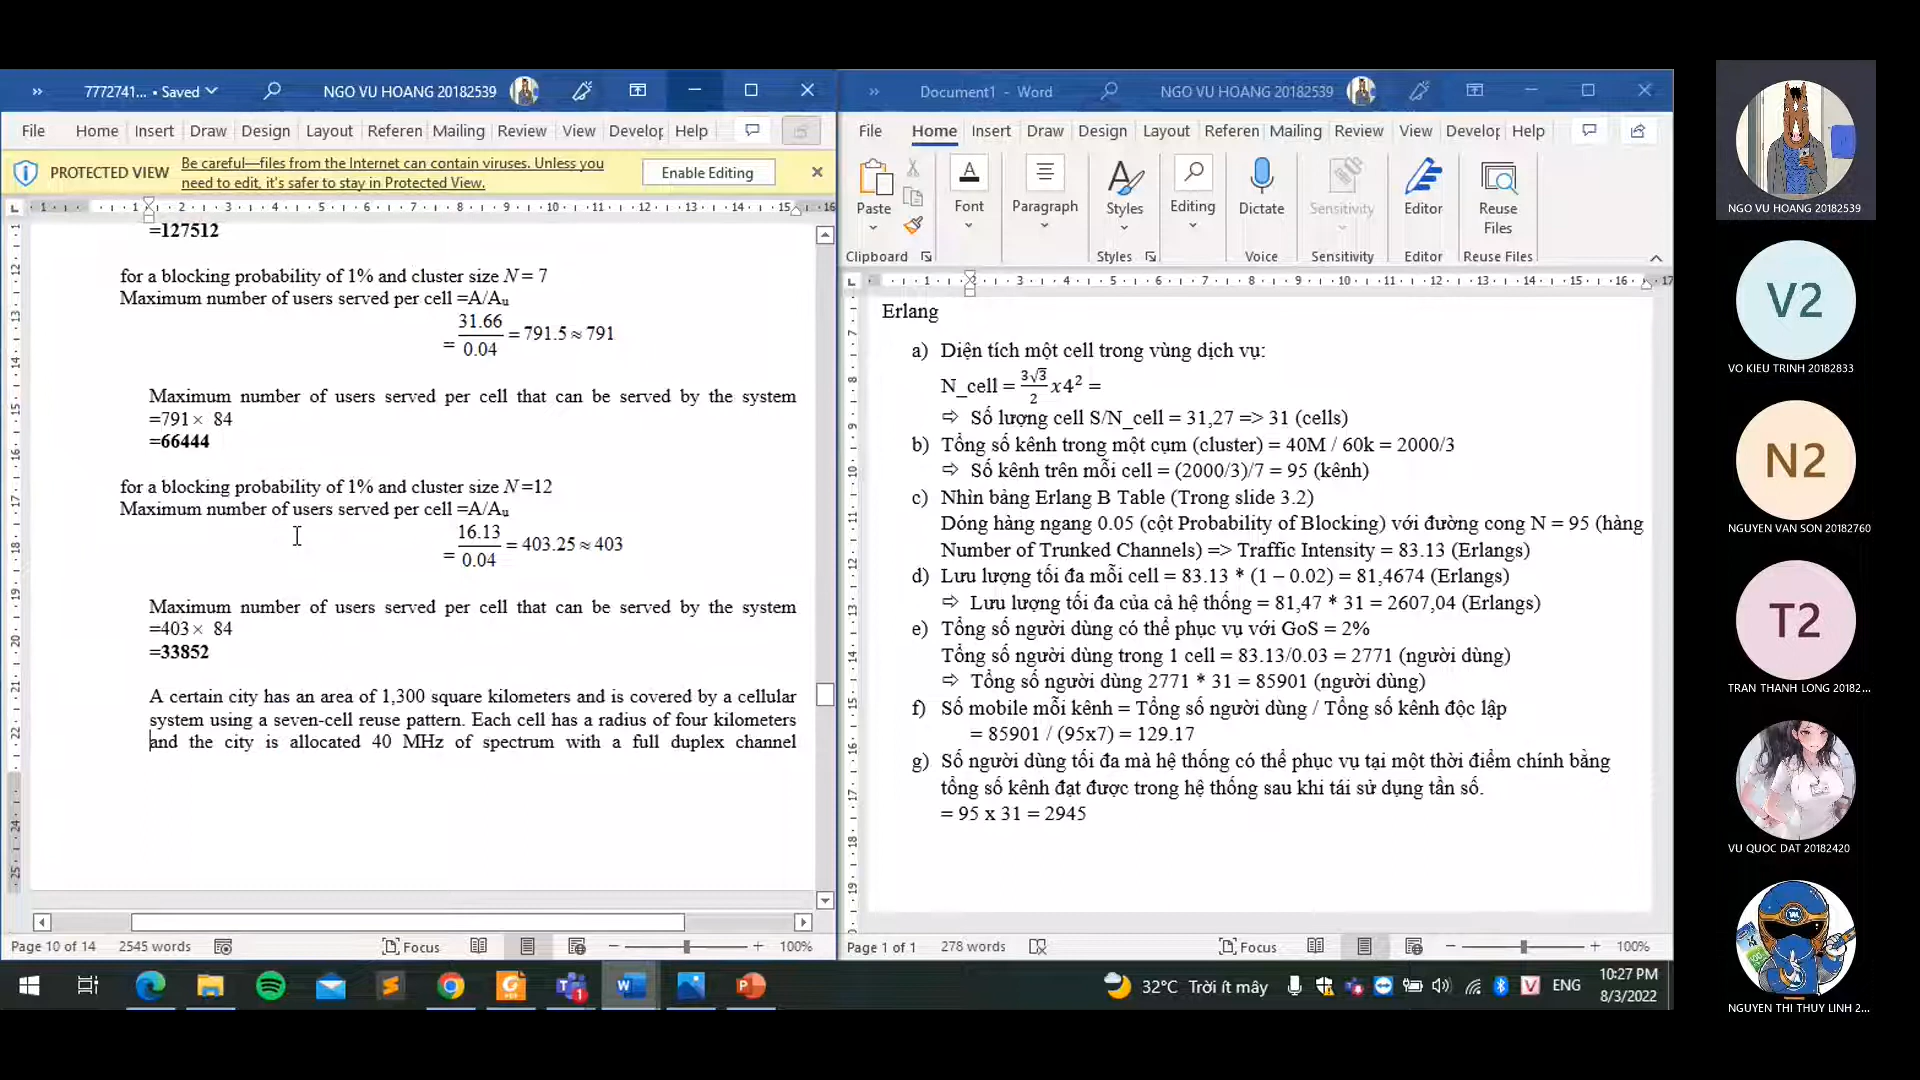 7772741... • Saved
NGO VU HOANG 20182539
File Home Insert Draw Design Layout Referen Mailing Review View Develop Help
PROTECTED VIEW
Be careful—files from the Internet can contain viruses. Unless you
need to edit, it's safer to stay in Protected View.
Enable Editing
=127512
for a blocking probability of 1% and cluster size N = 7
Maximum number of users served per cell =A/Au
= 31.66/0.04 = 791.5 ≈ 791
Maximum number of users served per cell that can be served by the system
=791 × 84
=66444
for a blocking probability of 1% and cluster size N =12
Maximum number of users served per cell =A/Au
= 16.13/0.04 = 403.25 ≈ 403
Maximum number of users served per cell that can be served by the system
=403 × 84
=33852
A certain city has an area of 1,300 square kilometers and is covered by a cellular
system using a seven-cell reuse pattern. Each cell has a radius of four kilometers
and the city is allocated 40 MHz of spectrum with a full duplex channel
Page 10 of 14 2545 words Focus 100%
Document1 - Word
NGO VU HOANG 20182539
File Home Insert Draw Design Layout Referen Mailing Review View Develop Help
Paste Font Paragraph Styles Editing Dictate Sensitivity Editor Reuse
Files
Clipboard Styles Voice Sensitivity Editor Reuse Files
Erlang
a) Diện tích một cell trong vùng dịch vụ:
N_cell = 3√3/2 x4² =
⇨ Số lượng cell S/N_cell = 31,27 => 31 (cells)
b) Tổng số kênh trong một cụm (cluster) = 40M / 60k = 2000/3
⇨ Số kênh trên mỗi cell = (2000/3)/7 = 95 (kênh)
c) Nhìn bảng Erlang B Table (Trong slide 3.2)
Dóng hàng ngang 0.05 (cột Probability of Blocking) với đường cong N = 95 (hàng
Number of Trunked Channels) => Traffic Intensity = 83.13 (Erlangs)
d) Lưu lượng tối đa mỗi cell = 83.13 * (1 – 0.02) = 81,4674 (Erlangs)
⇨ Lưu lượng tối đa của cả hệ thống = 81,47 * 31 = 2607,04 (Erlangs)
e) Tổng số người dùng có thể phục vụ với GoS = 2%
Tổng số người dùng trong 1 cell = 83.13/0.03 = 2771 (người dùng)
⇨ Tổng số người dùng 2771 * 31 = 85901 (người dùng)
f) Số mobile mỗi kênh = Tổng số người dùng / Tổng số kênh độc lập
= 85901 / (95x7) = 129.17
g) Số người dùng tối đa mà hệ thống có thể phục vụ tại một thời điểm chính bằng
tổng số kênh đạt được trong hệ thống sau khi tái sử dụng tần số.
= 95 x 31 = 2945
Page 1 of 1 278 words Focus 100%
32°C Trời ít mây ENG
10:27 PM
8/3/2022
NGO VU HOANG 20182539
V2
VO KIEU TRINH 20182833
N2
NGUYEN VAN SON 20182760
T2
TRAN THANH LONG 20182...
VU QUOC DAT 20182420
NGUYEN THI THUY LINH 2...